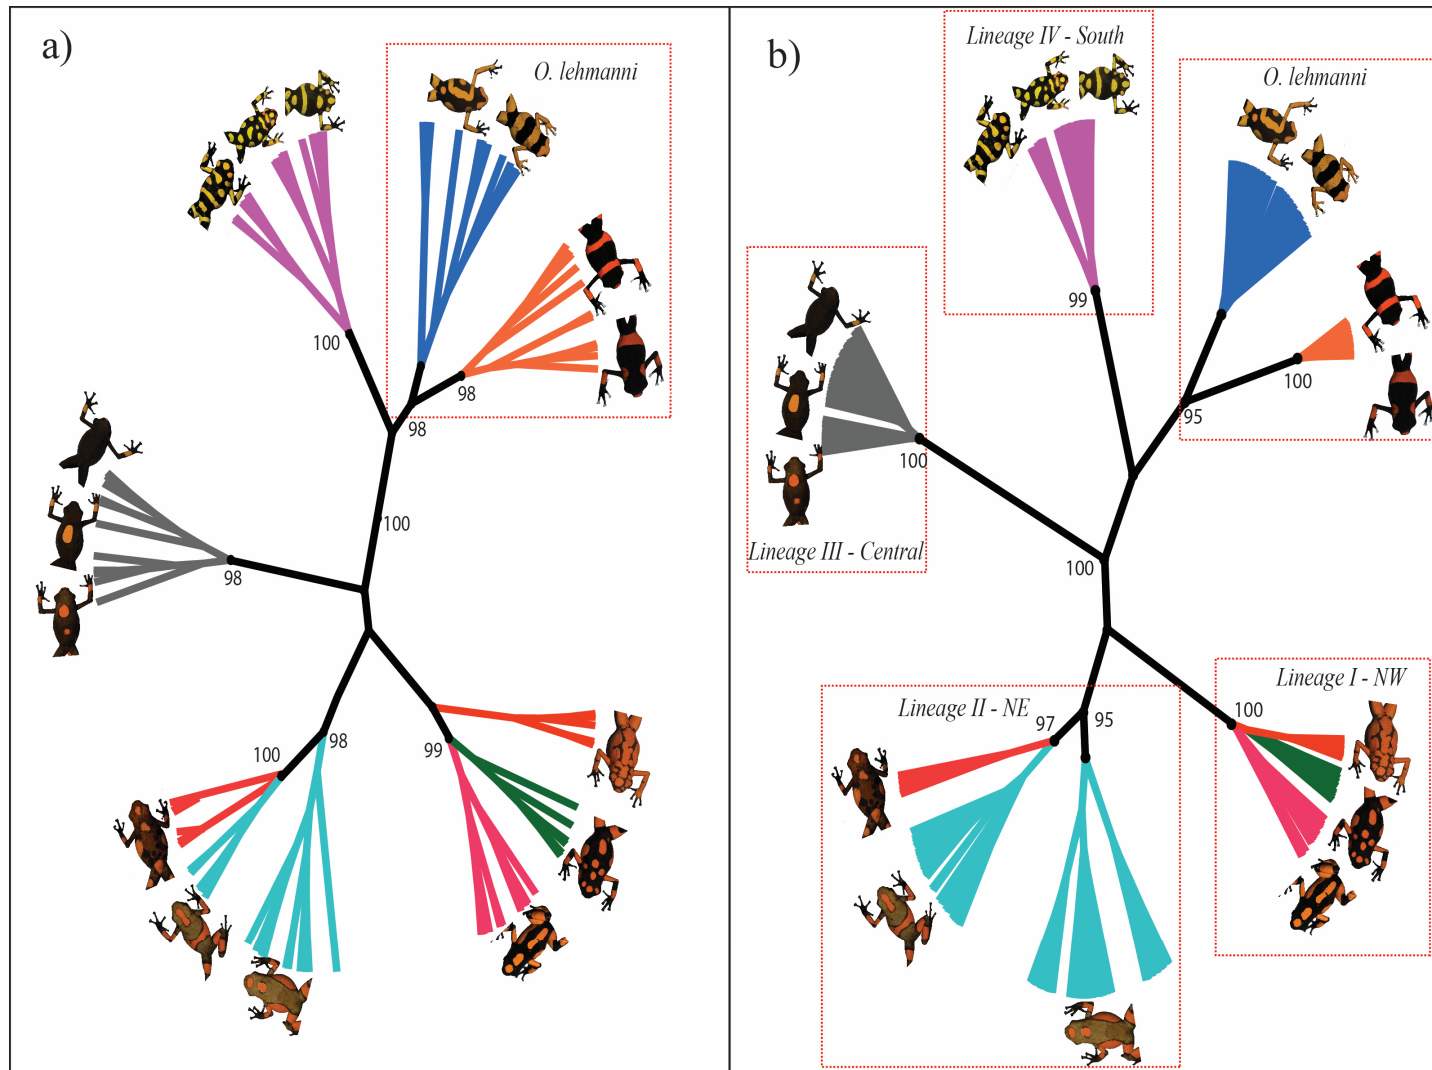 a)
O. lehmanni
100
98
98
100
98
100
98
99
b)
Lineage IV - South
O. lehmanni
99
100
95
100
Lineage III - Central
100
Lineage II - NE
97
95
Lineage I - NW
100